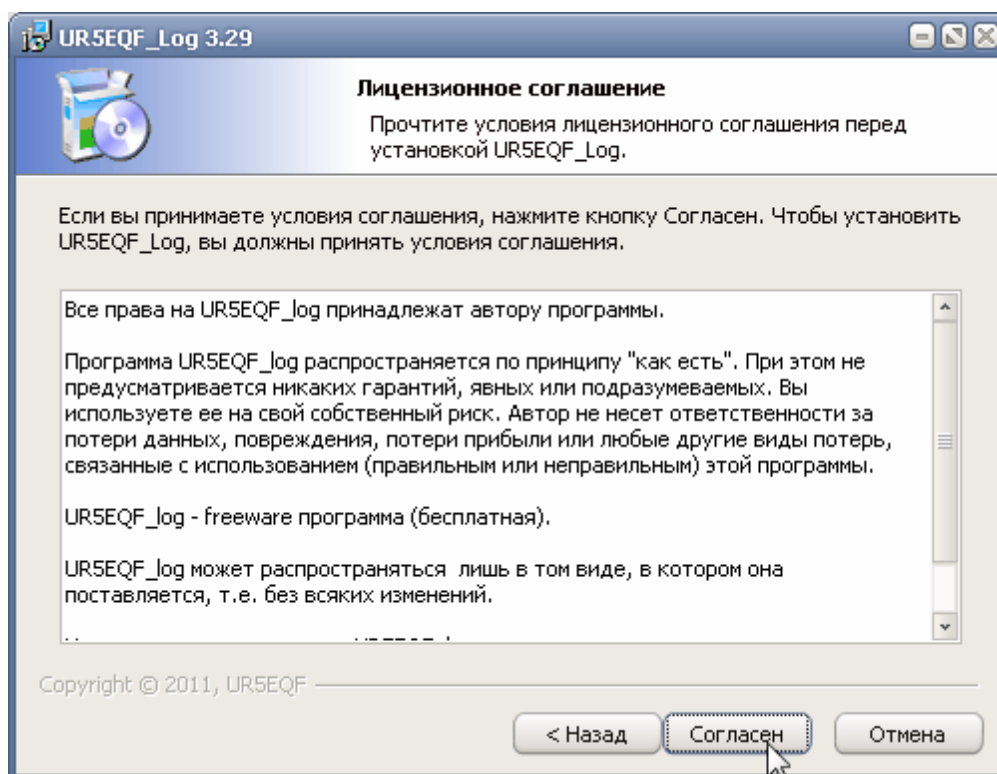 UR5EQF_Log 3.29
Лицензионное соглашение
Прочтите условия лицензионного соглашения перед
установкой UR5EQF_Log.
Если вы принимаете условия соглашения, нажмите кнопку Согласен. Чтобы установить
UR5EQF_Log, вы должны принять условия соглашения.
Все права на UR5EQF_log принадлежат автору программы.
Программа UR5EQF_log распространяется по принципу "как есть". При этом не
предусматривается никаких гарантий, явных или подразумеваемых. Вы
используете ее на свой собственный риск. Автор не несет ответственности за
потери данных, повреждения, потери прибыли или любые другие виды потерь,
связанные с использованием (правильным или неправильным) этой программы.
UR5EQF_log - freeware программа (бесплатная).
UR5EQF_log может распространяться  лишь в том виде, в котором она
поставляется, т.е. без всяких изменений.
Copyright © 2011, UR5EQF
< Назад
Согласен
Отмена